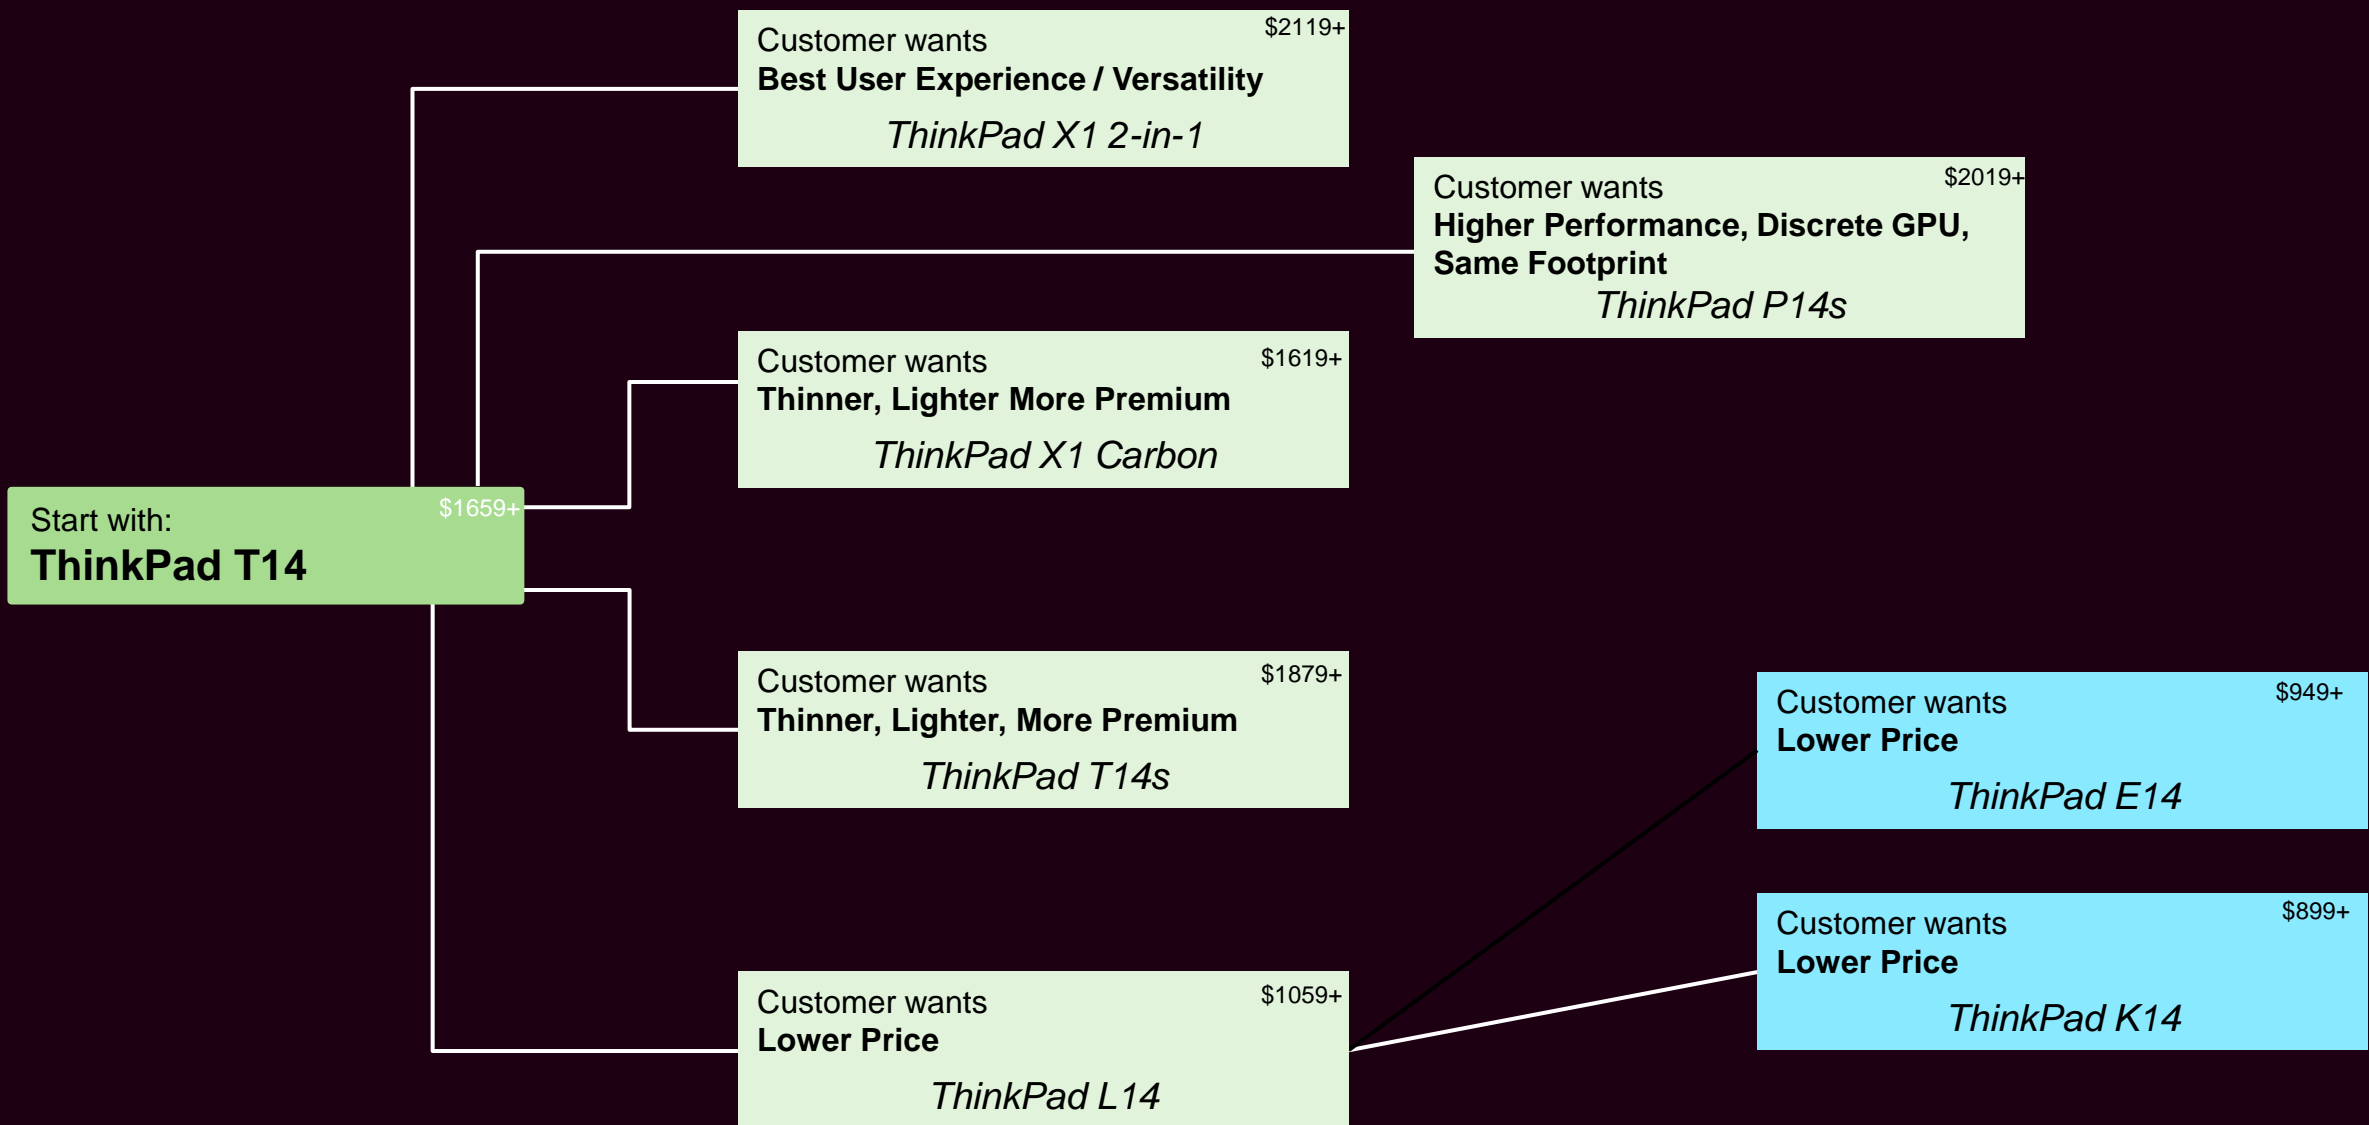 Customer wants
$2119+
Best User Experience / Versatility
ThinkPad X1 2-in-1
Customer wants
$2019+
Higher Performance, Discrete GPU,
Same Footprint
ThinkPad P14s
Customer wants
$1619+
Thinner, Lighter More Premium
ThinkPad X1 Carbon
Start with:
$1659+
ThinkPad T14
Customer wants
$1879+
Thinner, Lighter, More Premium
ThinkPad T14s
Customer wants
$949+
Lower Price
ThinkPad E14
Customer wants
$899+
Lower Price
ThinkPad K14
Customer wants
$1059+
Lower Price
ThinkPad L14